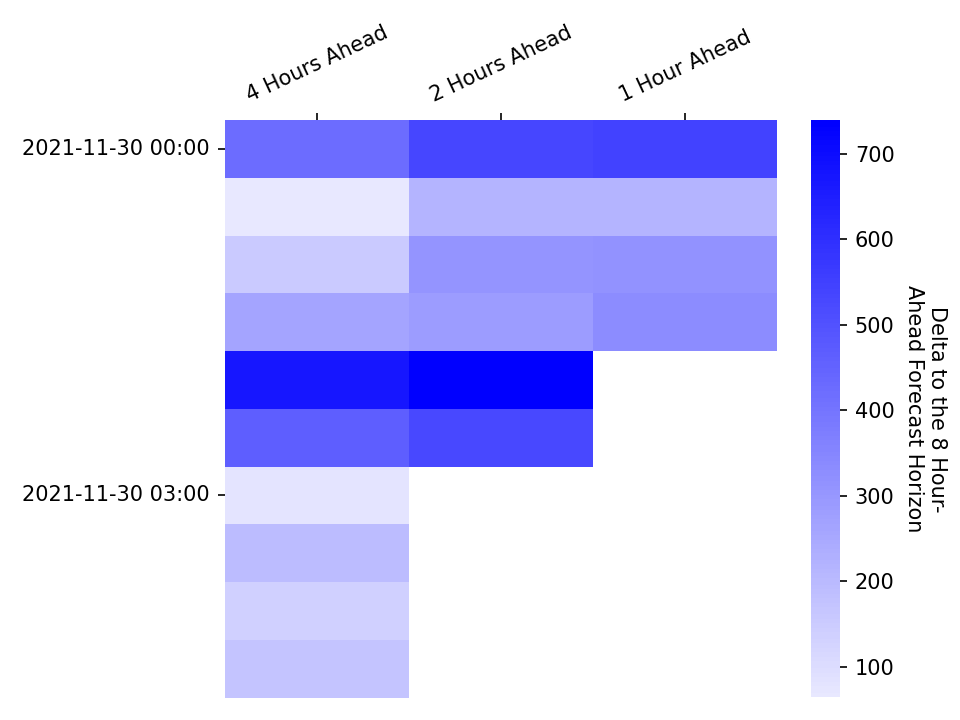 4 Hours Ahead
2 Hours Ahead
1 Hour Ahead
2021-11-30 00:00
2021-11-30 03:00
700
600
500
400
300
200
100
Delta to the 8 Hour-
Ahead Forecast Horizon